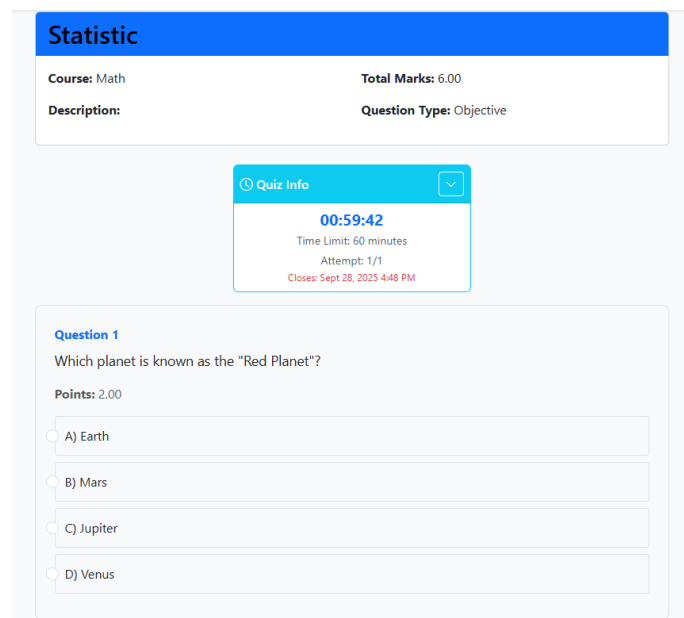 Statistic
Course: Math
Total Marks: 6.00
Description:
Question Type: Objective
Quiz Info
00:59:42
Time Limit: 60 minutes
Attempt: 1/1
Closes: Sept 28, 2025 4:48 PM
Question 1
Which planet is known as the "Red Planet"?
Points: 2.00
A) Earth
B) Mars
C) Jupiter
D) Venus